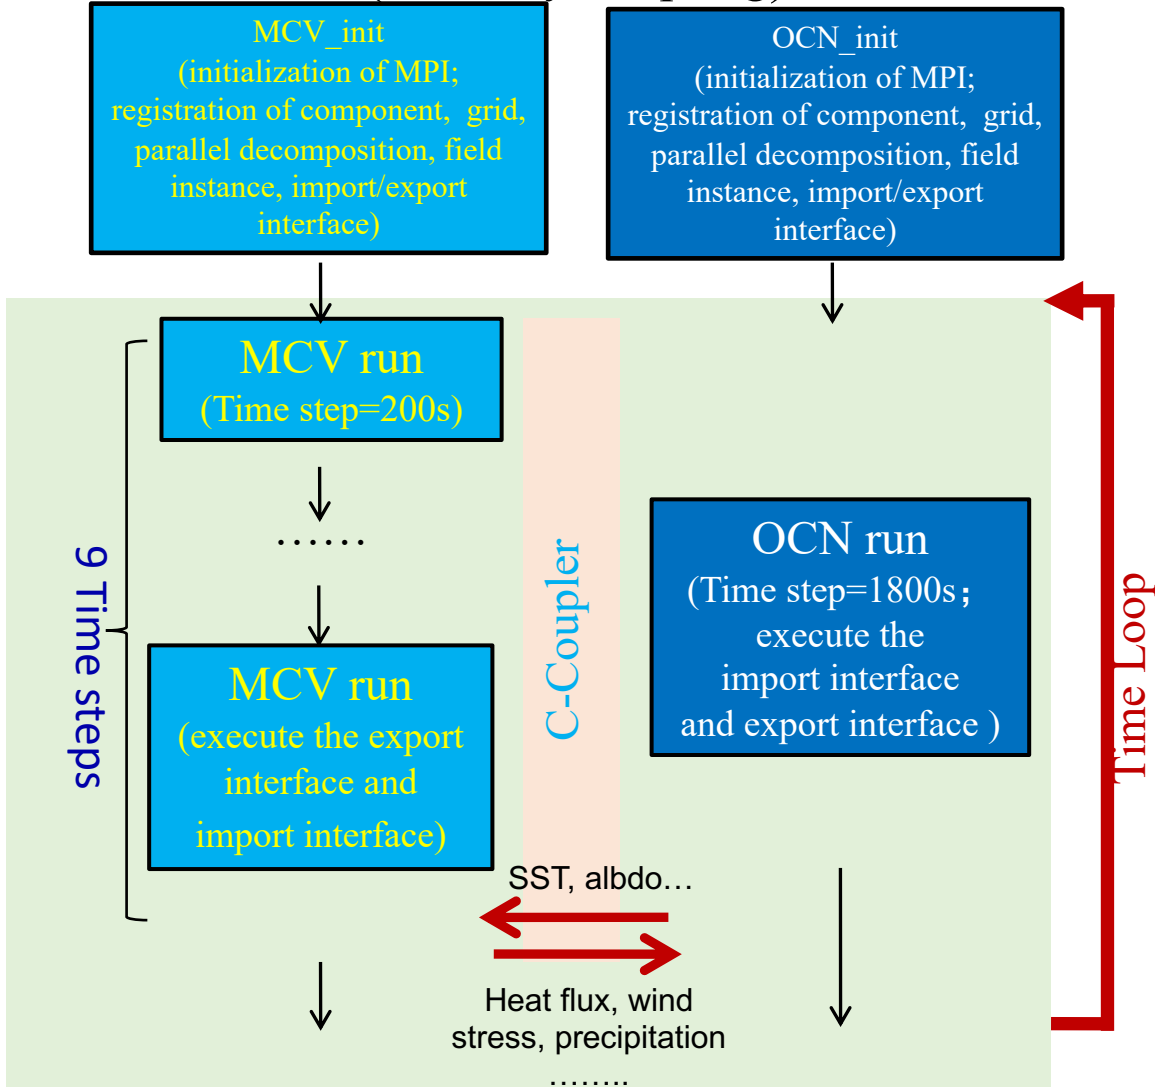 MCV_init
(initialization of MPI;
registration of component, grid,
parallel decomposition, field
instance, import/export
interface)
OCN_init
(initialization of MPI;
registration of component, grid,
parallel decomposition, field
instance, import/export
interface)
MCV run
(Time step=200s)
……
MCV run
(execute the export
interface and
import interface)
9 Time steps
C-Coupler
OCN run
(Time step=1800s；
execute the
import interface
and export interface )
Time Loop
SST, albdo…
Heat flux, wind
stress, precipitation
……..